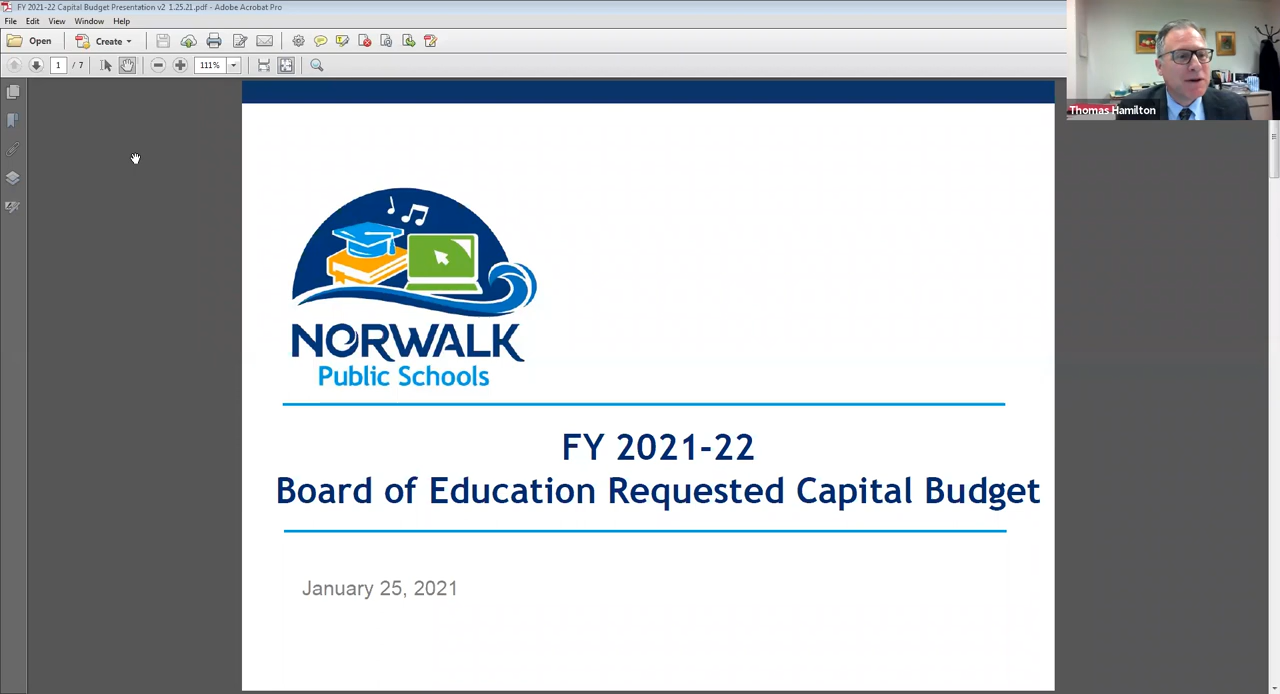 FY 2021-22 Capital Budget Presentation v2 1.25.21.pdf - Adobe Acrobat Pro
File Edit View Window Help
Open Create
1 / 7 111%
Thomas Hamilton
NORWALK
Public Schools
FY 2021-22
Board of Education Requested Capital Budget
January 25, 2021